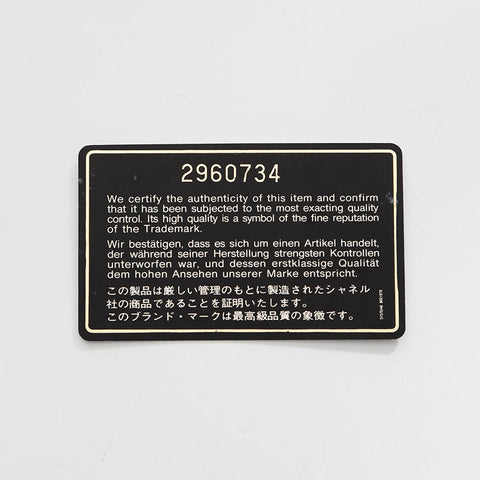 2960734
We certify the authenticity of this item and confirm
that it has been subjected to the most exacting quality
control. Its high quality is a symbol of the fine reputation
of the Trademark.
Wir bestätigen, dass es sich um einen Artikel handelt,
der während seiner Herstellung strengsten Kontrollen
unterworfen war, und dessen erstklassige Qualität
dem hohen Ansehen unserer Marke entspricht.
この製品は厳しい管理のもとに製造されたシャネル
社の商品であることを証明いたします。
このブランド・マークは最高級品質の象徴です。